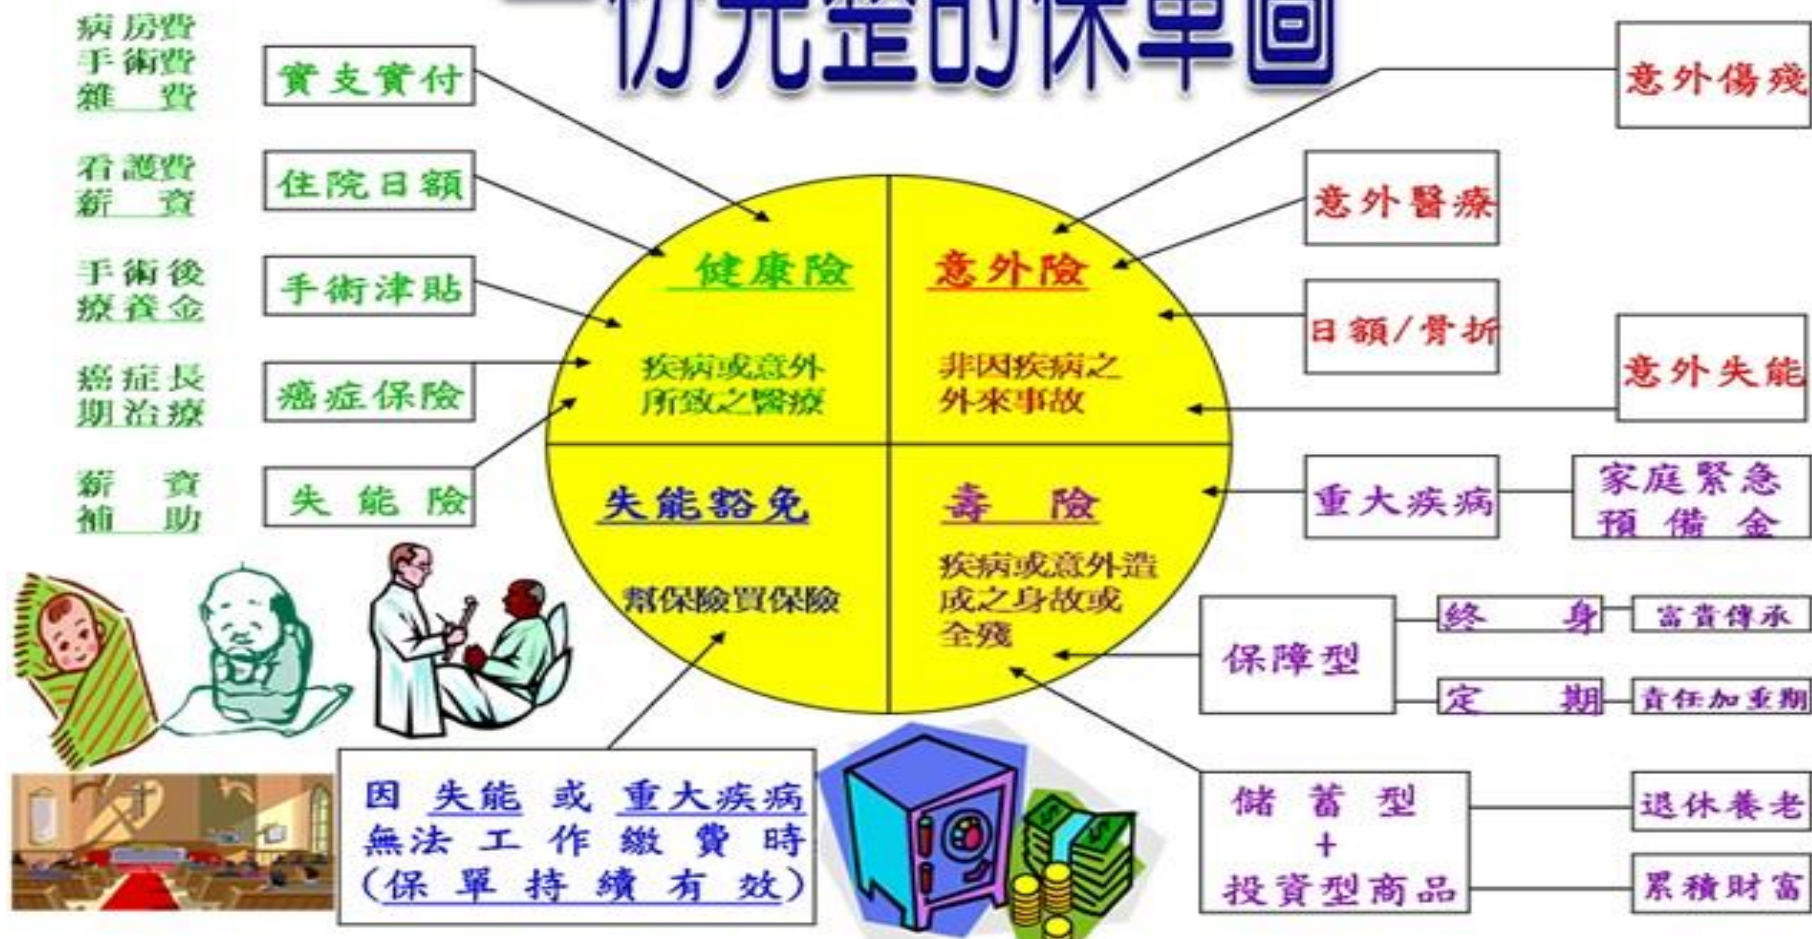 一份完整的保單圖
病房費
手術費
雜費
實支實付
看護費
薪資
住院日額
手術後
療養金
手術津貼
癌症長
期治療
癌症保險
薪資
補助
失能險
健康險
疾病或意外
所致之醫療
意外險
非因疾病之
外來事故
失能豁免
幫保險買保險
壽險
疾病或意外造
成之身故或
全殘
意外傷殘
意外醫療
日額/骨折
意外失能
重大疾病
家庭緊急
預備金
保障型
終身
富貴傳承
定期
責任加重期
儲蓄型
+
投資型商品
退休養老
累積財富
因失能或重大疾病
無法工作繳費時
(保單持續有效)